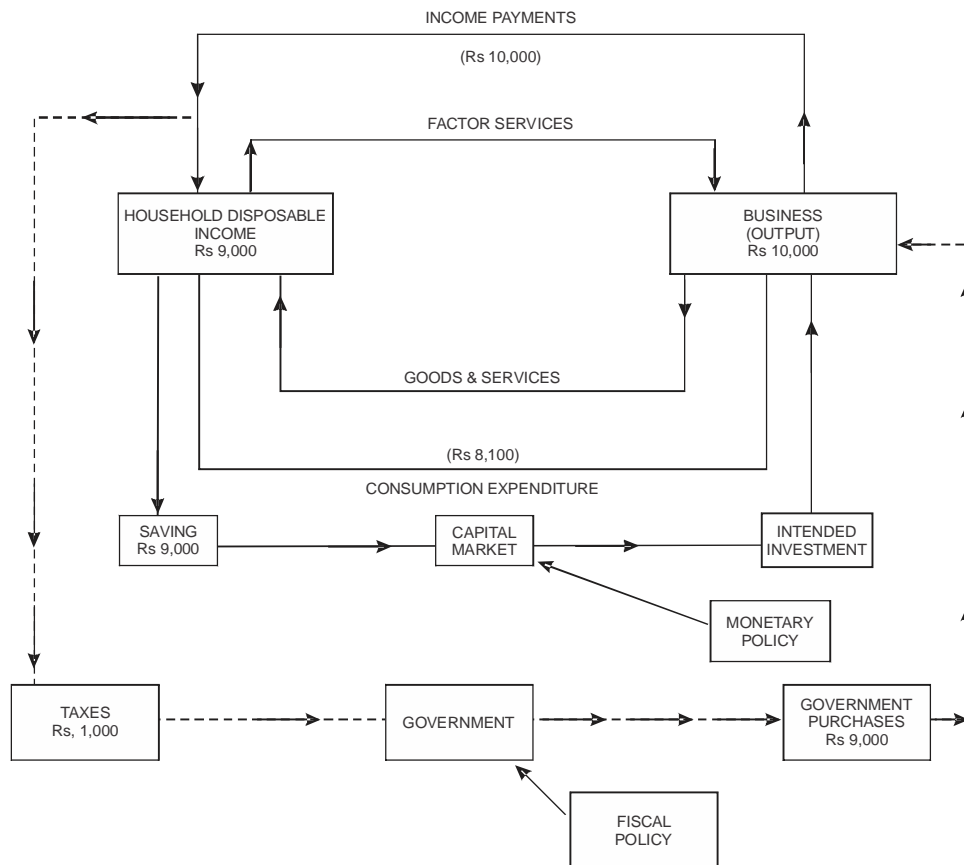 INCOME PAYMENTS
(Rs 10,000)
FACTOR SERVICES
HOUSEHOLD DISPOSABLE
INCOME
Rs 9,000
BUSINESS
(OUTPUT)
Rs 10,000
GOODS & SERVICES
(Rs 8,100)
CONSUMPTION EXPENDITURE
SAVING
Rs 9,000
CAPITAL
MARKET
INTENDED
INVESTMENT
MONETARY
POLICY
TAXES
Rs, 1,000
GOVERNMENT
GOVERNMENT
PURCHASES
Rs 9,000
FISCAL
POLICY